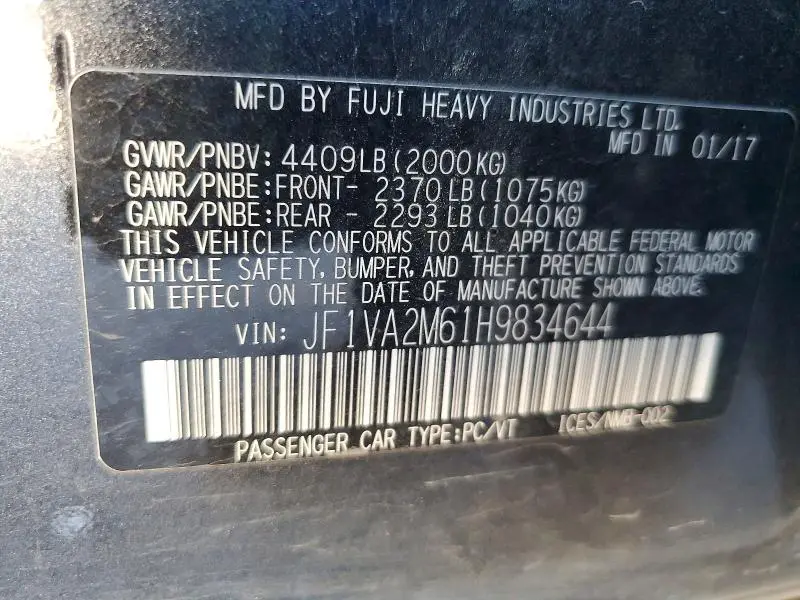 MFD BY FUJI HEAVY INDUSTRIES LTD.
MFD IN 01/17
GVWR/PNBV: 4409LB(2000KG)
GAWR/PNBE:FRONT- 2370LB(1075KG)
GAWR/PNBE:REAR - 2293LB(1040KG)
THIS VEHICLE CONFORMS TO ALL APPLICABLE FEDERAL MOTOR
VEHICLE SAFETY, BUMPER, AND THEFT PREVENTION STANDARDS
IN EFFECT ON THE DATE OF MANUFACTURE SHOWN ABOVE.
VIN: JF1VA2M61H9834644
PASSENGER CAR TYPE:PC/VT ICES/NMB-002